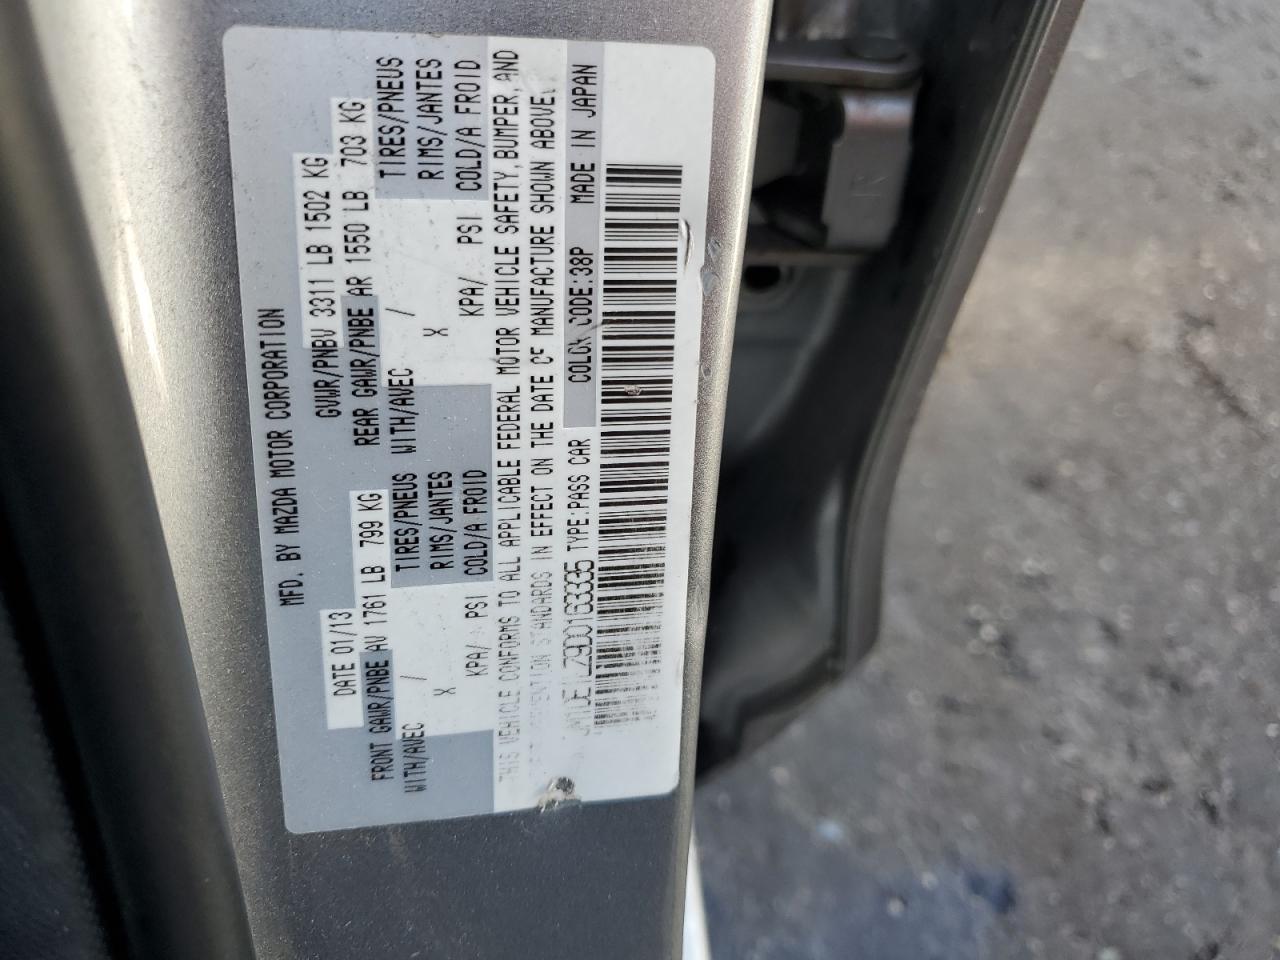 MFD. BY MAZDA MOTOR CORPORATION
DATE 01/13 GVWR/PNBV 3311 LB 1502 KG
FRONT GAWR/PNBE AV 1761 LB 799 KG REAR GAWR/PNBE AR 1550 LB 703 KG
WITH/AVEC / TIRES/PNEUS WITH/AVEC / TIRES/PNEUS
X RIMS/JANTES X RIMS/JANTES
KPA/ PSI COLD/A FROID KPA/ PSI COLD/A FROID
THIS VEHICLE CONFORMS TO ALL APPLICABLE FEDERAL MOTOR VEHICLE SAFETY, BUMPER, AND
STANDARDS IN EFFECT ON THE DATE OF MANUFACTURE SHOWN ABOVE.
TYPE:PASS CAR COLOR CODE:38P MADE IN JAPAN